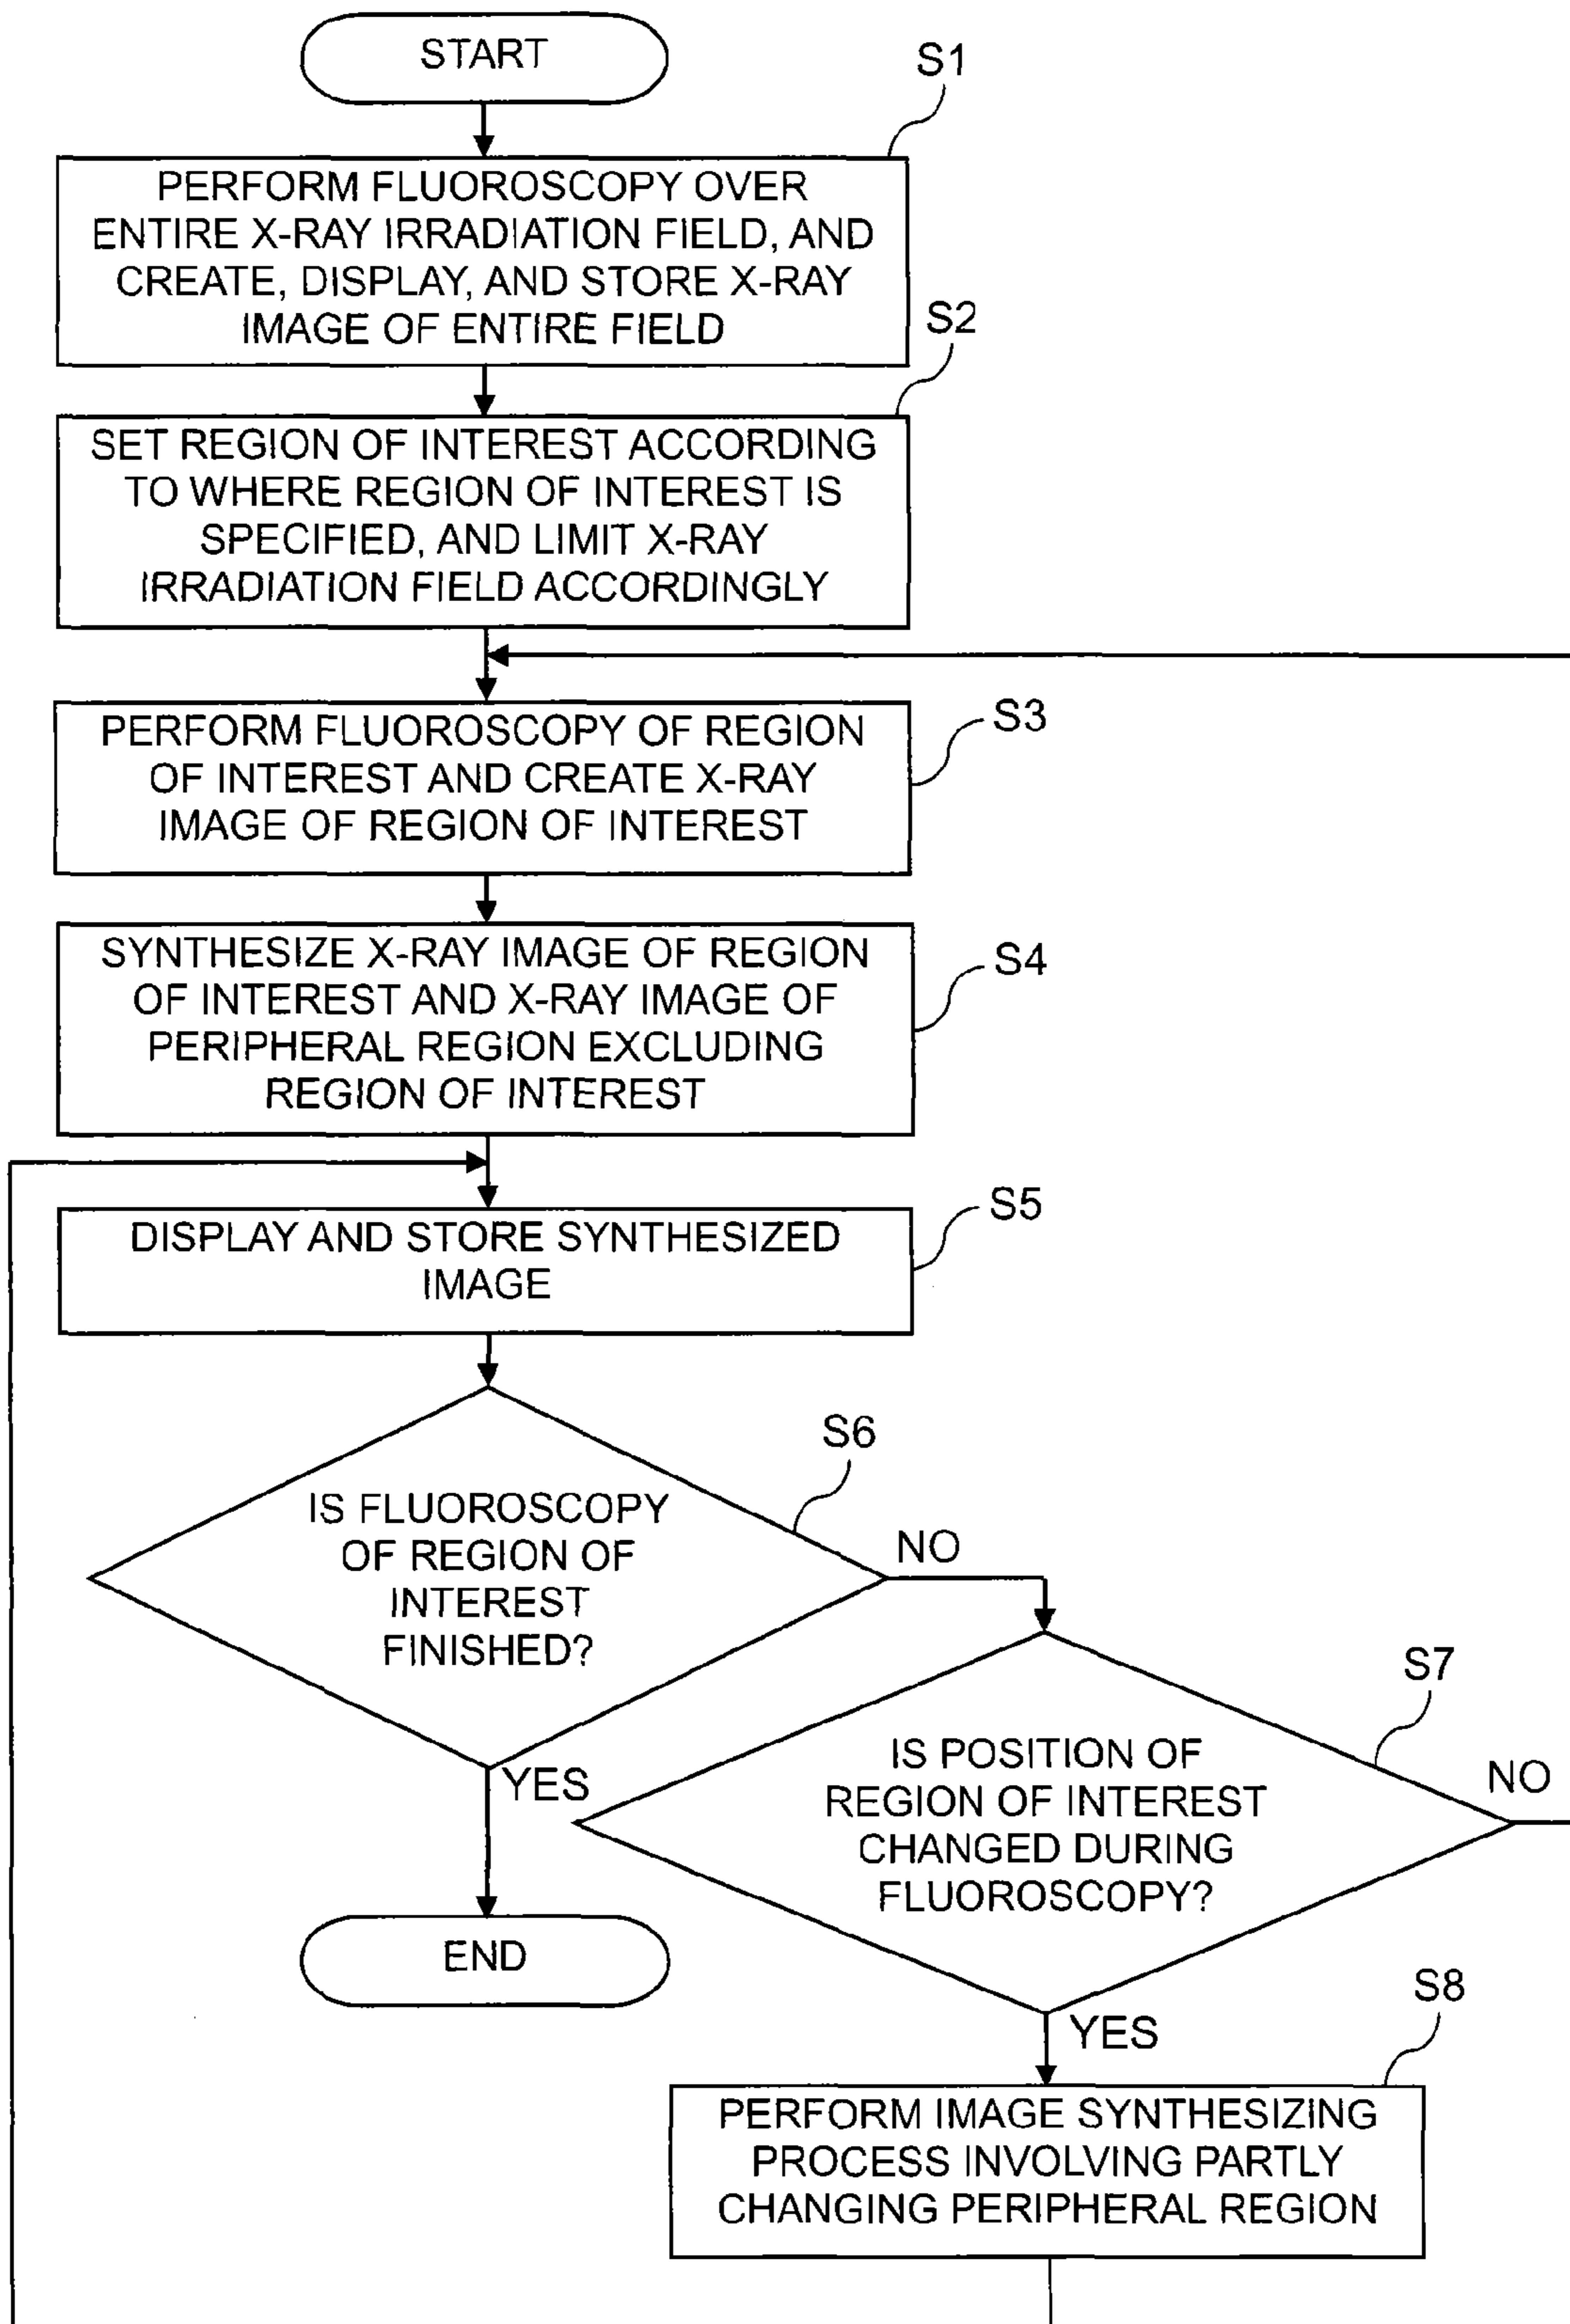 START
S1
PERFORM FLUOROSCOPY OVER
ENTIRE X-RAY IRRADIATION FIELD, AND
CREATE, DISPLAY, AND STORE X-RAY
IMAGE OF ENTIRE FIELD
S2
SET REGION OF INTEREST ACCORDING
TO WHERE REGION OF INTEREST IS
SPECIFIED, AND LIMIT X-RAY
IRRADIATION FIELD ACCORDINGLY
S3
PERFORM FLUOROSCOPY OF REGION
OF INTEREST AND CREATE X-RAY
IMAGE OF REGION OF INTEREST
S4
SYNTHESIZE X-RAY IMAGE OF REGION
OF INTEREST AND X-RAY IMAGE OF
PERIPHERAL REGION EXCLUDING
REGION OF INTEREST
S5
DISPLAY AND STORE SYNTHESIZED
IMAGE
S6
IS FLUOROSCOPY
OF REGION OF
INTEREST
FINISHED?
NO
YES
END
S7
IS POSITION OF
REGION OF INTEREST
CHANGED DURING
FLUOROSCOPY?
NO
YES
S8
PERFORM IMAGE SYNTHESIZING
PROCESS INVOLVING PARTLY
CHANGING PERIPHERAL REGION